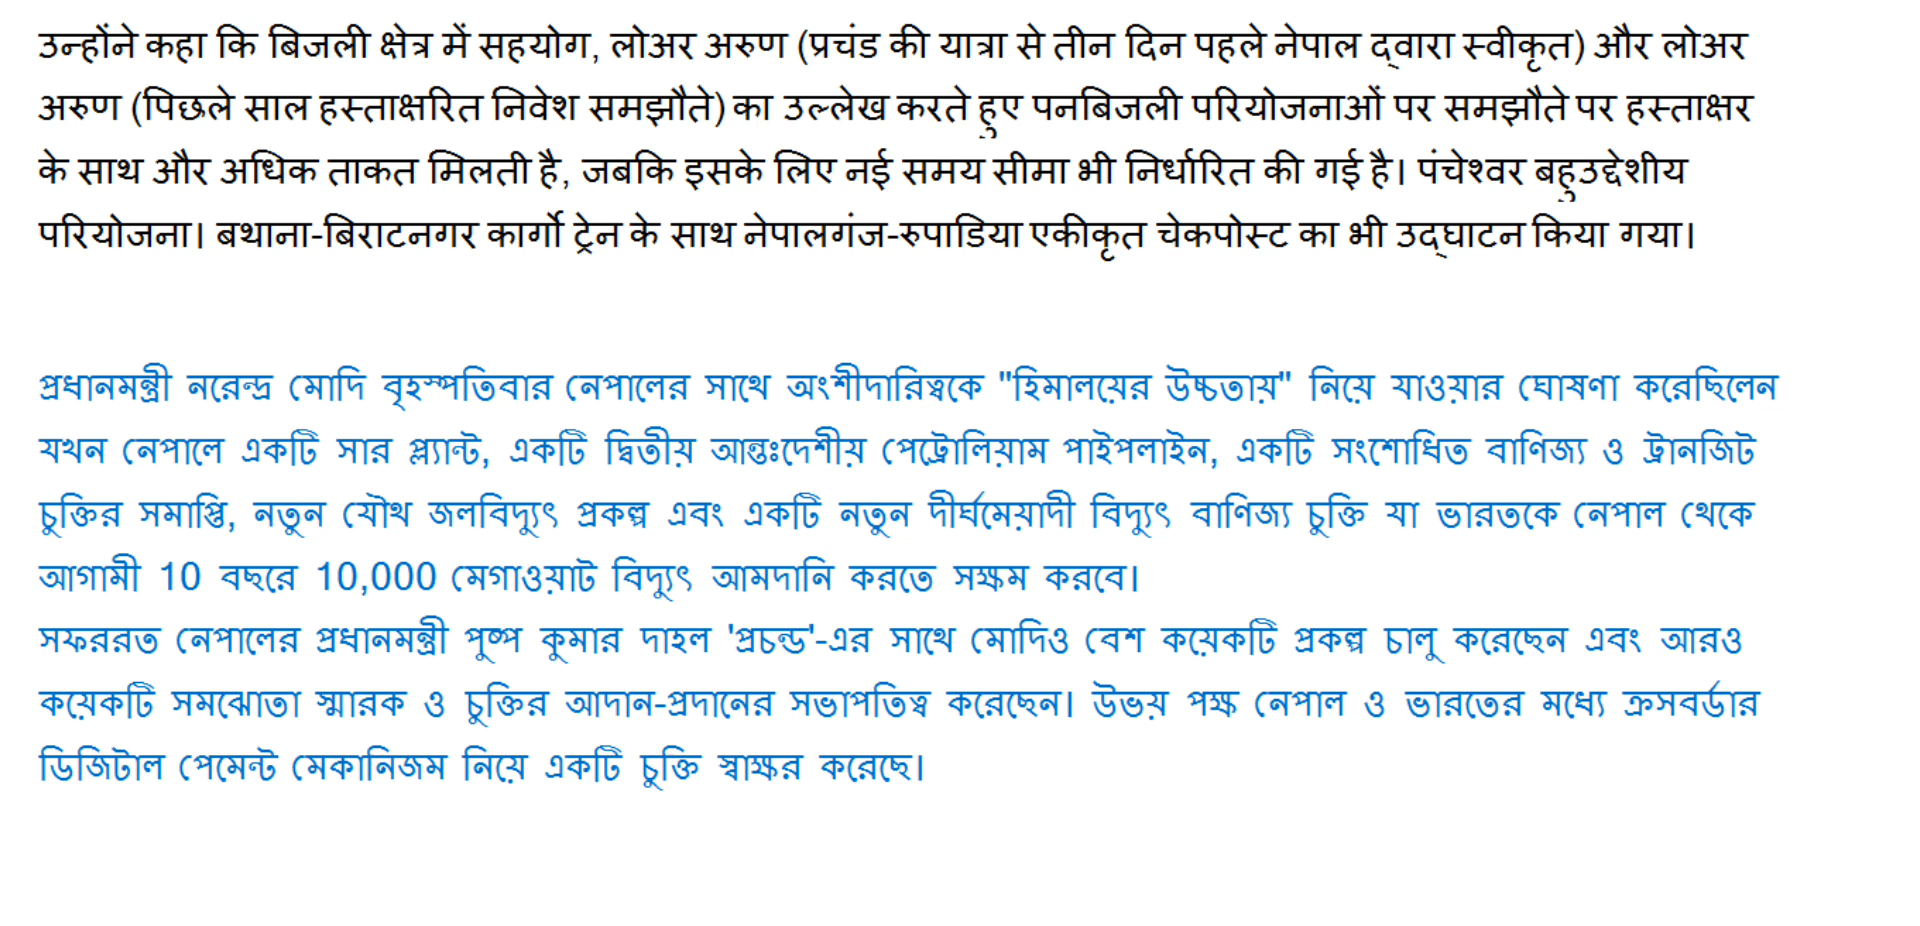 उन्होंने कहा कि बिजली क्षेत्र में सहयोग, लोअर अरुण (प्रचंड की यात्रा से तीन दिन पहले नेपाल द्वारा स्वीकृत) और लोअर
अरुण (पिछले साल हस्ताक्षरित निवेश समझौते) का उल्लेख करते हुए पनबिजली परियोजनाओं पर समझौते पर हस्ताक्षर
के साथ और अधिक ताकत मिलती है, जबकि इसके लिए नई समय सीमा भी निर्धारित की गई है। पंचेश्वर बहुउद्देशीय
परियोजना। बथाना-बिराटनगर कार्गो ट्रेन के साथ नेपालगंज-रुपाडिया एकीकृत चेकपोस्ट का भी उद्घाटन किया गया।
প্রধানমন্ত্রী নরেন্দ্র মোদি বৃহস্পতিবার নেপালের সাথে অংশীদারিত্বকে "হিমালয়ের উচ্চতায়" নিয়ে যাওয়ার ঘোষণা করেছিলেন
যখন নেপালে একটি সার প্ল্যান্ট, একটি দ্বিতীয় আন্তঃদেশীয় পেট্রোলিয়াম পাইপলাইন, একটি সংশোধিত বাণিজ্য ও ট্রানজিট
চুক্তির সমাপ্তি, নতুন যৌথ জলবিদ্যুৎ প্রকল্প এবং একটি নতুন দীর্ঘমেয়াদী বিদ্যুৎ বাণিজ্য চুক্তি যা ভারতকে নেপাল থেকে
আগামী 10 বছরে 10,000 মেগাওয়াট বিদ্যুৎ আমদানি করতে সক্ষম করবে।
সফররত নেপালের প্রধানমন্ত্রী পুষ্প কুমার দাহল 'প্রচন্ড'-এর সাথে মোদিও বেশ কয়েকটি প্রকল্প চালু করেছেন এবং আরও
কয়েকটি সমঝোতা স্মারক ও চুক্তির আদান-প্রদানের সভাপতিত্ব করেছেন। উভয় পক্ষ নেপাল ও ভারতের মধ্যে ক্রসবর্ডার
ডিজিটাল পেমেন্ট মেকানিজম নিয়ে একটি চুক্তি স্বাক্ষর করেছে।